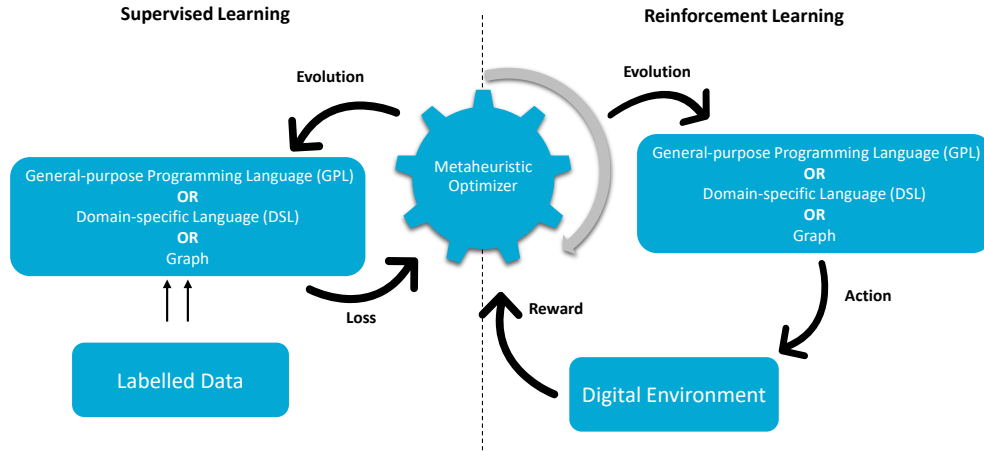 Supervised Learning
Reinforcement Learning
Evolution
Evolution
Metaheuristic
Optimizer
General-purpose Programming Language (GPL)
OR
Domain-specific Language (DSL)
OR
Graph
General-purpose Programming Language (GPL)
OR
Domain-specific Language (DSL)
OR
Graph
Loss
Reward
Action
Labelled Data
Digital Environment